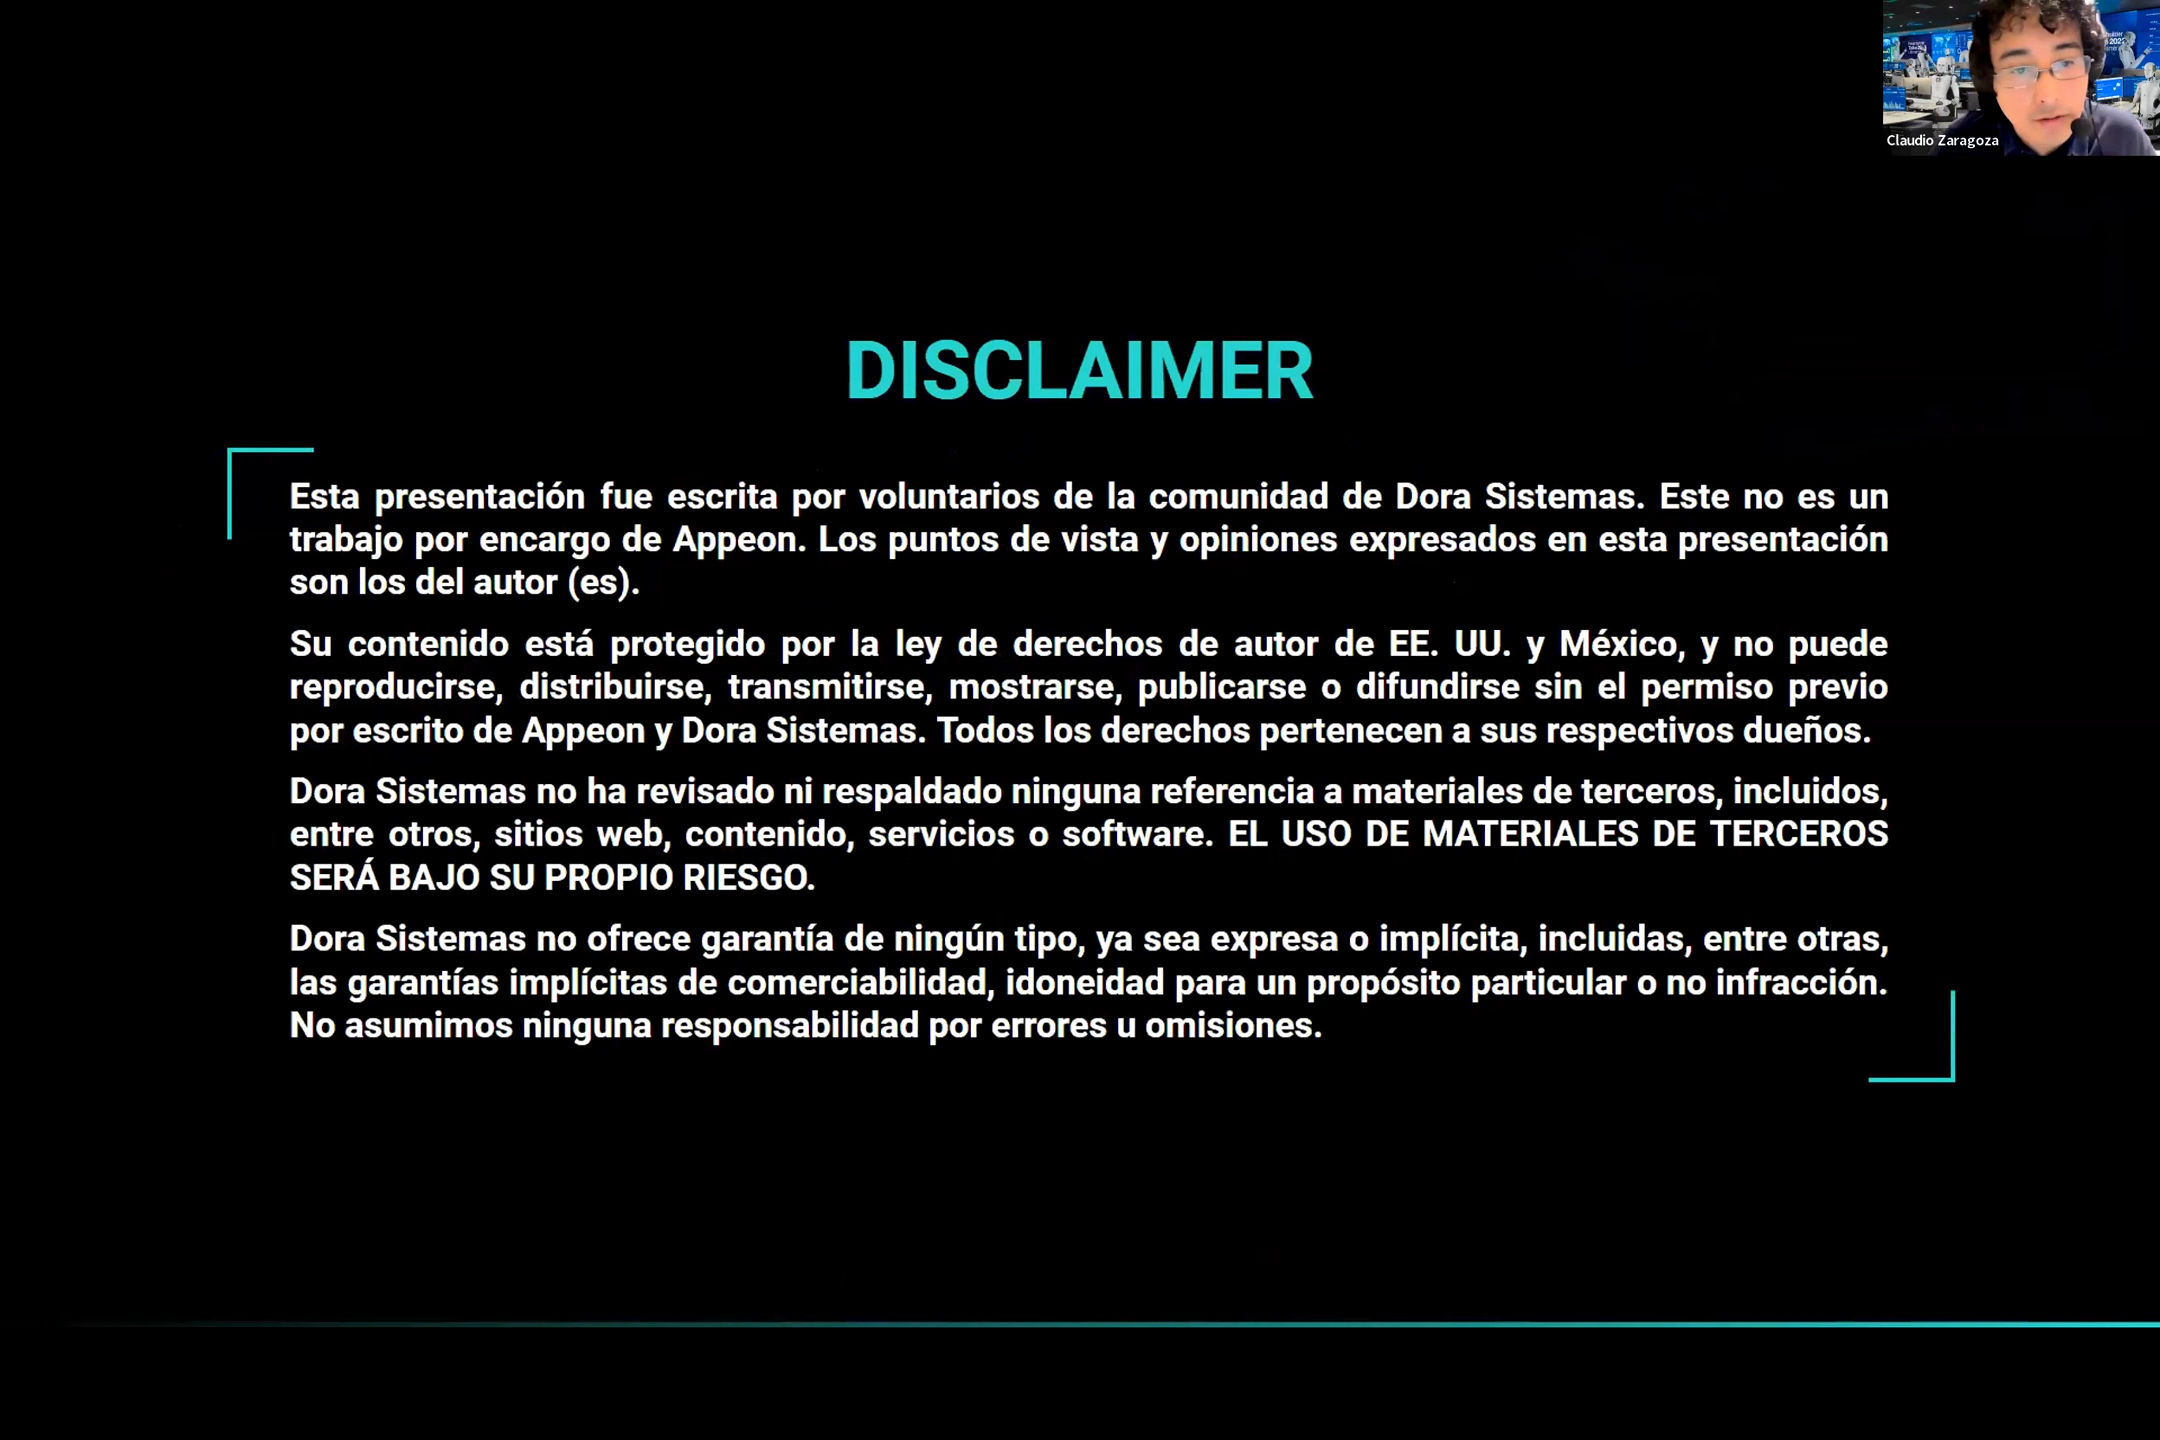 Claudio Zaragoza
DISCLAIMER
Esta presentación fue escrita por voluntarios de la comunidad de Dora Sistemas. Este no es un
trabajo por encargo de Appeon. Los puntos de vista y opiniones expresados en esta presentación
son los del autor (es).
Su contenido está protegido por la ley de derechos de autor de EE. UU. y México, y no puede
reproducirse, distribuirse, transmitirse, mostrarse, publicarse o difundirse sin el permiso previo
por escrito de Appeon y Dora Sistemas. Todos los derechos pertenecen a sus respectivos dueños.
Dora Sistemas no ha revisado ni respaldado ninguna referencia a materiales de terceros, incluidos,
entre otros, sitios web, contenido, servicios o software. EL USO DE MATERIALES DE TERCEROS
SERÁ BAJO SU PROPIO RIESGO.
Dora Sistemas no ofrece garantía de ningún tipo, ya sea expresa o implícita, incluidas, entre otras,
las garantías implícitas de comerciabilidad, idoneidad para un propósito particular o no infracción.
No asumimos ninguna responsabilidad por errores u omisiones.